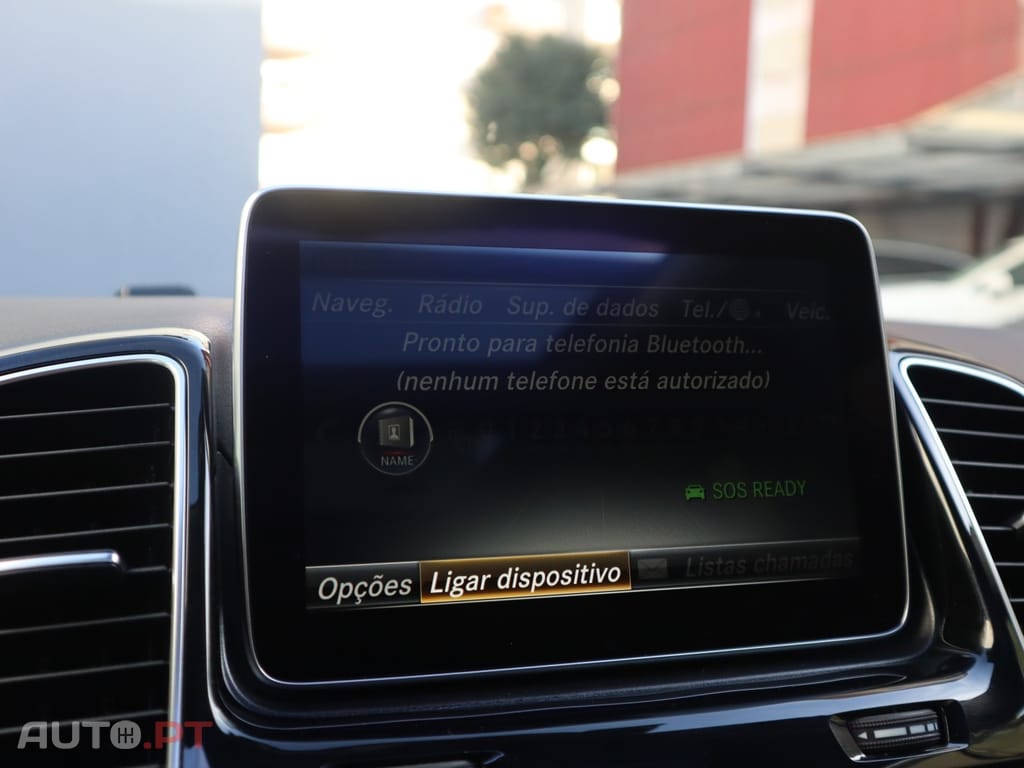 Naveg. Rádio Sup. de dados Tel./ Veíc.
Pronto para telefonia Bluetooth...
(nenhum telefone está autorizado)
NAME
SOS READY
Opções Ligar dispositivo Listas chamadas
AUTO.PT